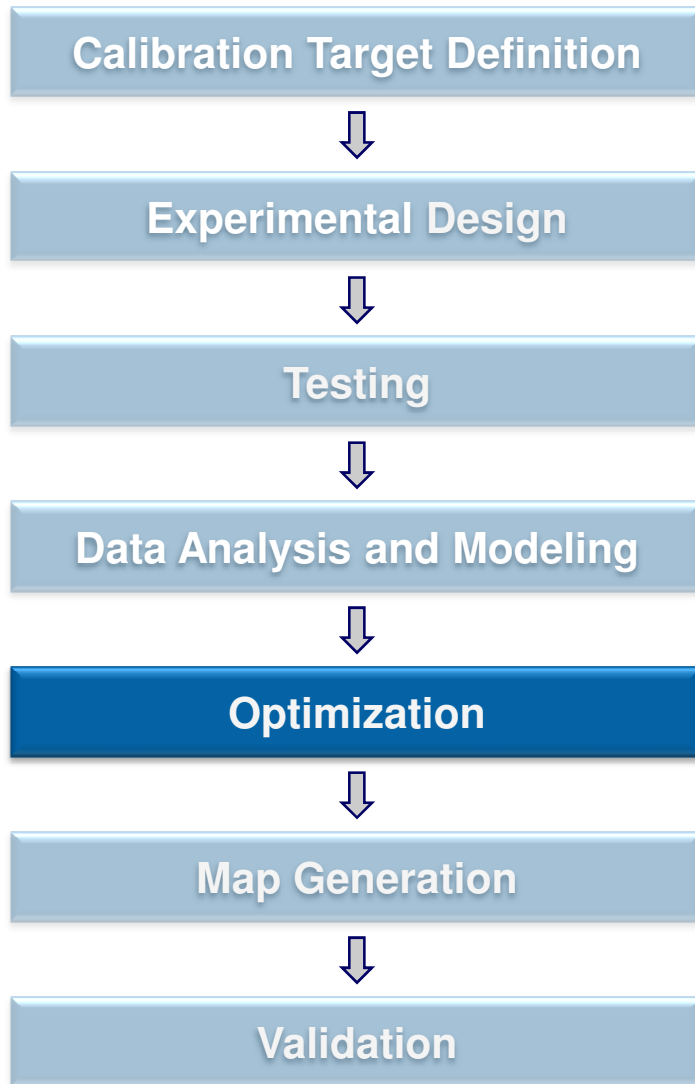 Calibration Target Definition
Experimental Design
Testing
Data Analysis and Modeling
Optimization
Map Generation
Validation